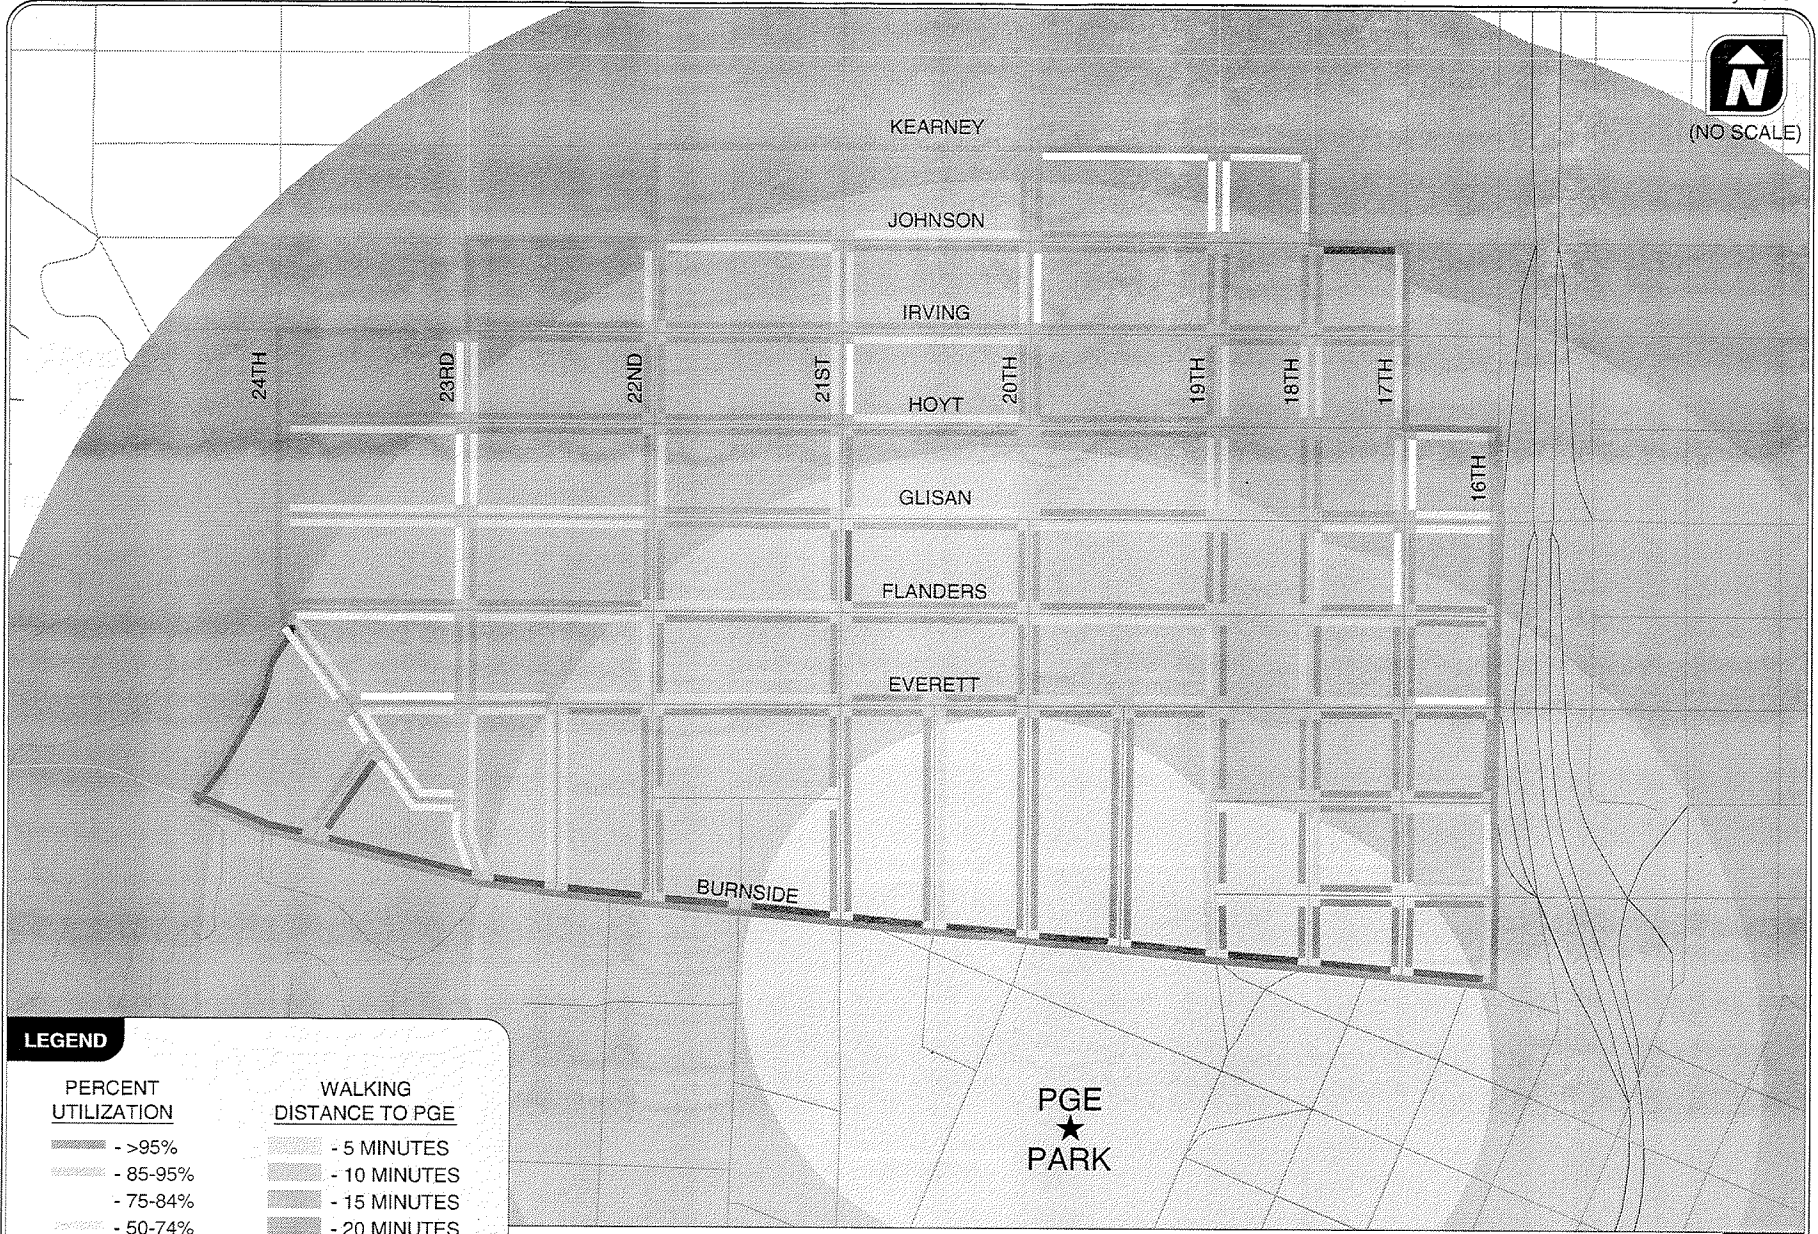 N
(NO SCALE)
KEARNEY
JOHNSON
IRVING
24TH
23RD
22ND
21ST
20TH
19TH
18TH
17TH
HOYT
16TH
GLISAN
FLANDERS
EVERETT
BURNSIDE
PGE
★
PARK
LEGEND
PERCENT
UTILIZATION
- >95%
- 85-95%
- 75-84%
- 50-74%
WALKING
DISTANCE TO PGE
- 5 MINUTES
- 10 MINUTES
- 15 MINUTES
- 20 MINUTES